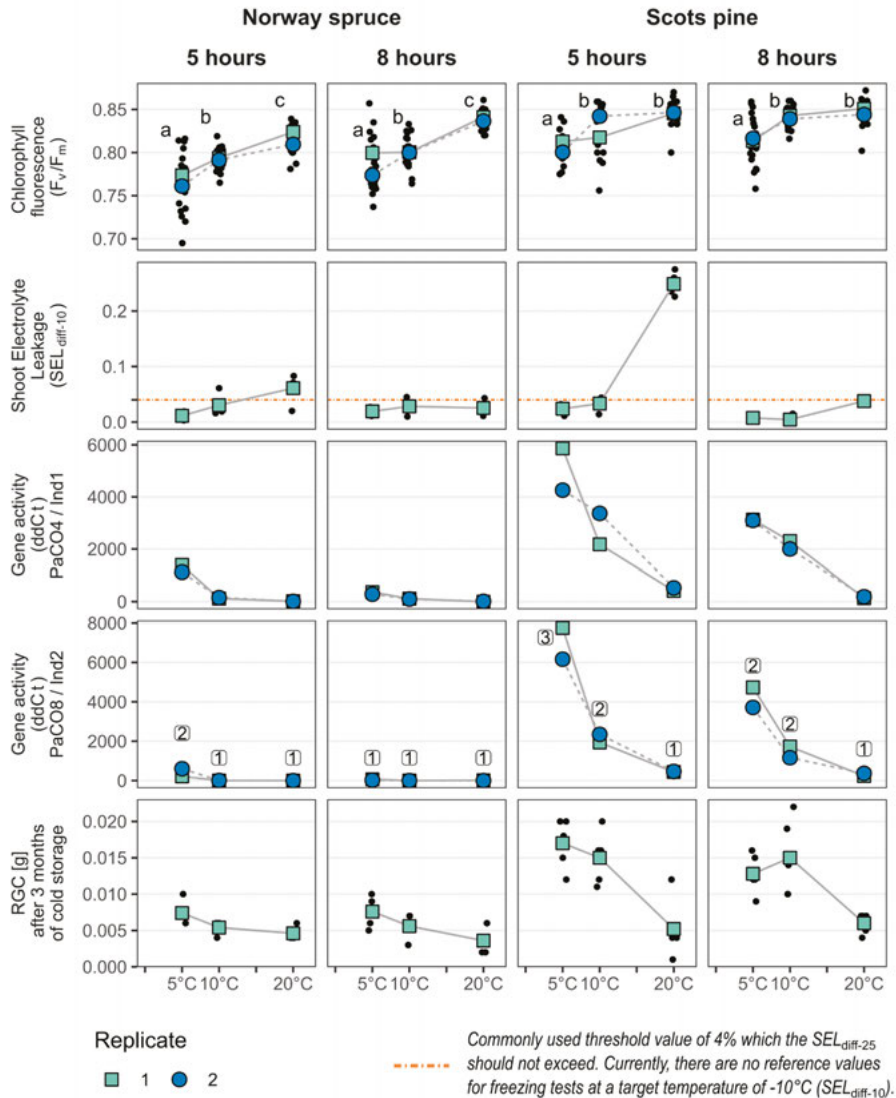 Norway spruce Scots pine
5 hours 8 hours 5 hours 8 hours
Chlorophyll
fluorescence
(Fv/Fm)
0.85
0.80
0.75
0.70
a b c
a b c
a b b
a b b
Shoot Electrolyte
Leakage
(SELdiff-10)
0.2
0.1
0.0
Gene activity
(ddCt)
PaCO4 / Ind1
6000
4000
2000
0
Gene activity
(ddCt)
PaCO8 / Ind2
8000
6000
4000
2000
0
2 1 1
1 1 1
3 2 1
2 2 1
RGC [g]
after 3 months
of cold storage
0.020
0.015
0.010
0.005
0.000
5°C 10°C 20°C 5°C 10°C 20°C 5°C 10°C 20°C 5°C 10°C 20°C
Replicate
1 2
Commonly used threshold value of 4% which the SELdiff-25
should not exceed. Currently, there are no reference values
for freezing tests at a target temperature of -10°C (SELdiff-10).